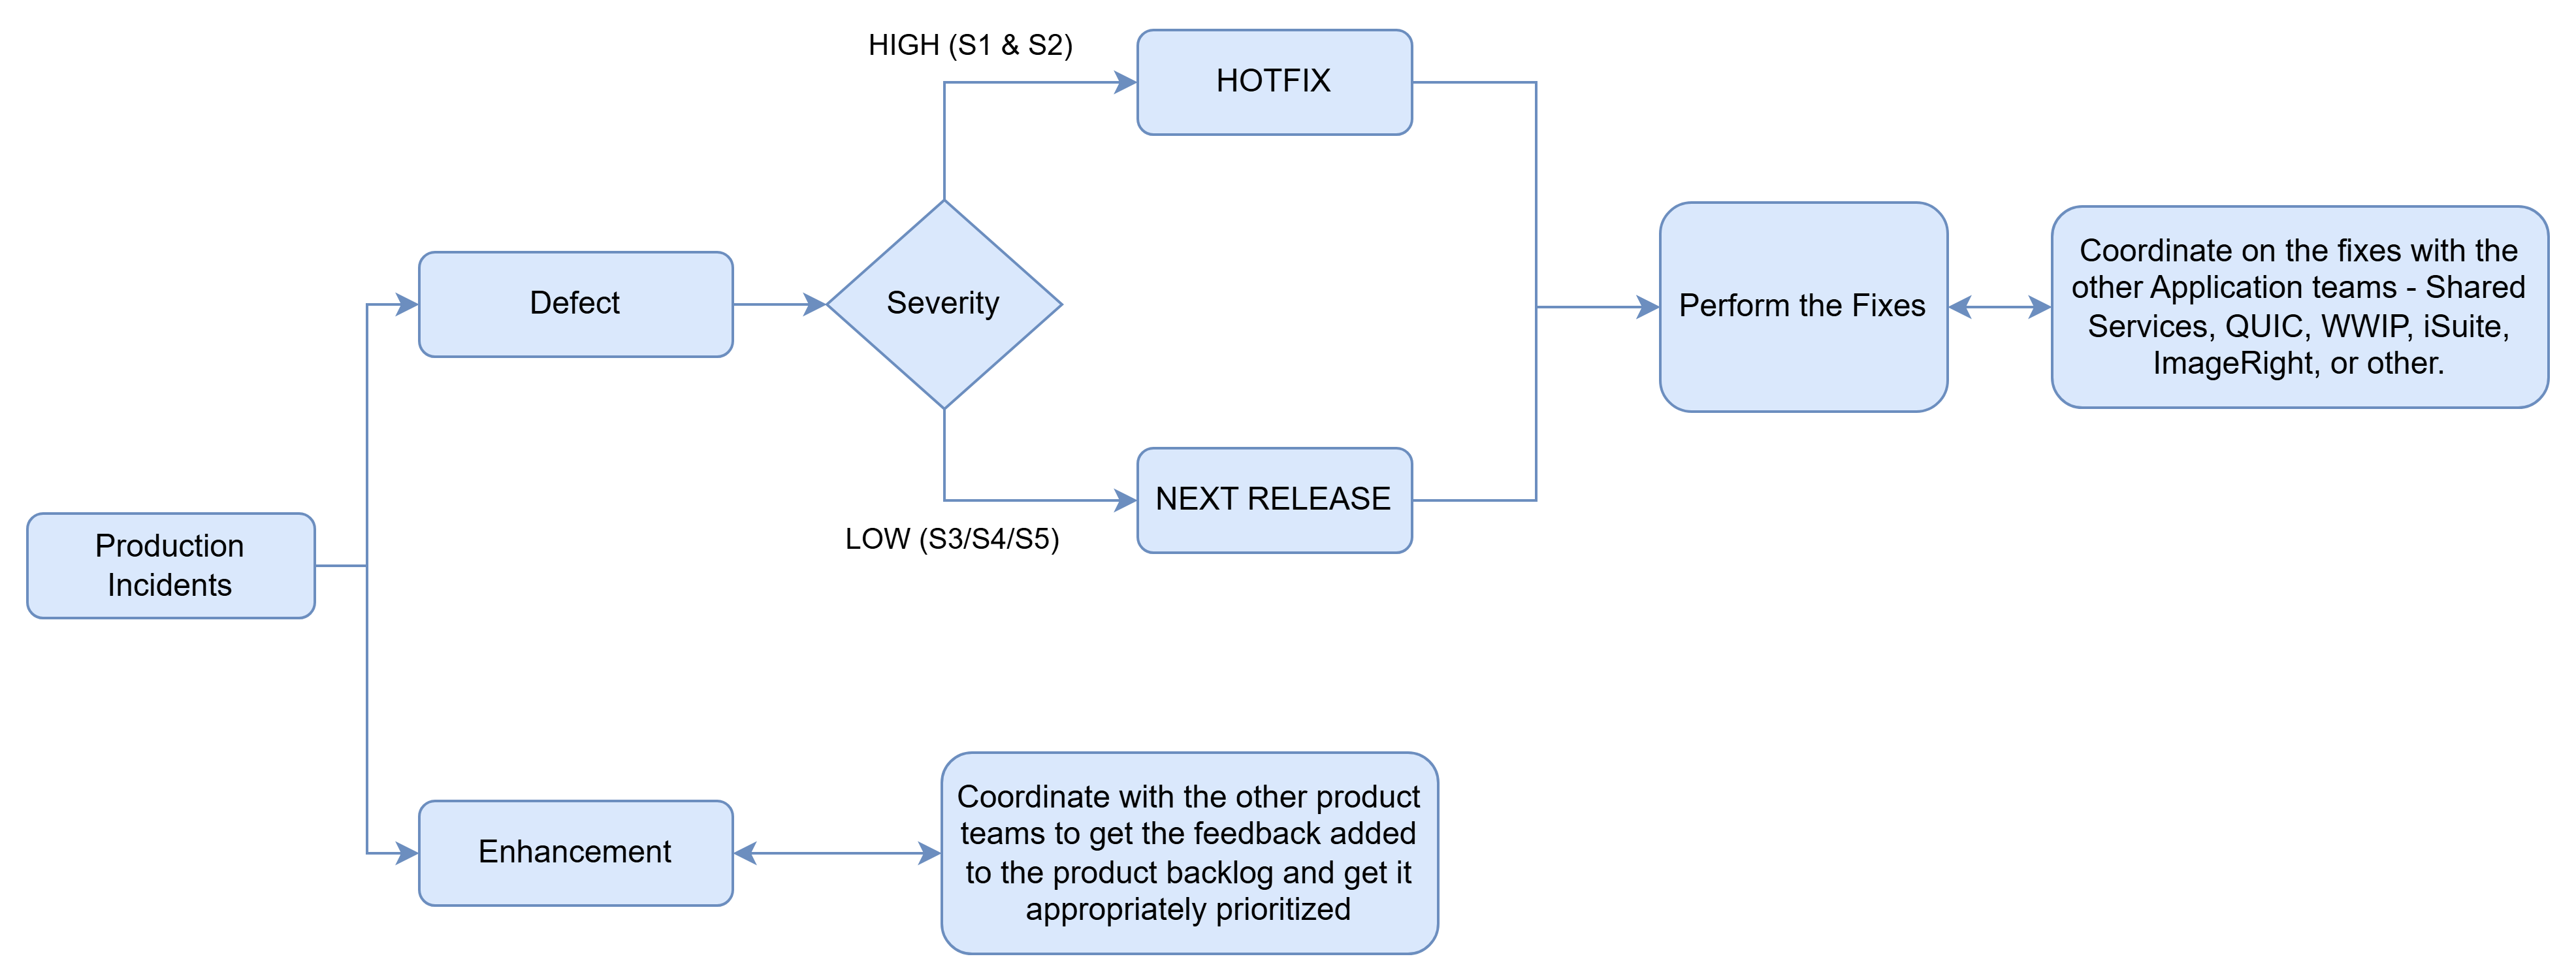 HIGH (S1 & S2)
HOTFIX
Defect
Severity
Perform the Fixes
Coordinate on the fixes with the
other Application teams - Shared
Services, QUIC, WWIP, iSuite,
ImageRight, or other.
NEXT RELEASE
LOW (S3/S4/S5)
Production
Incidents
Enhancement
Coordinate with the other product
teams to get the feedback added
to the product backlog and get it
appropriately prioritized